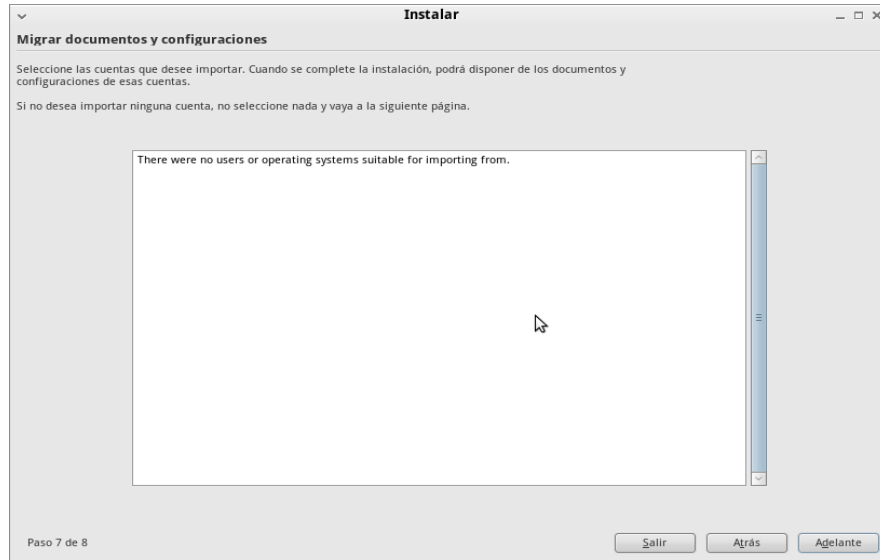 Instalar
Migrar documentos y configuraciones
Seleccione las cuentas que desee importar. Cuando se complete la instalación, podrá disponer de los documentos y
configuraciones de esas cuentas.
Si no desea importar ninguna cuenta, no seleccione nada y vaya a la siguiente página.
There were no users or operating systems suitable for importing from.
Paso 7 de 8
Salir
Atrás
Adelante